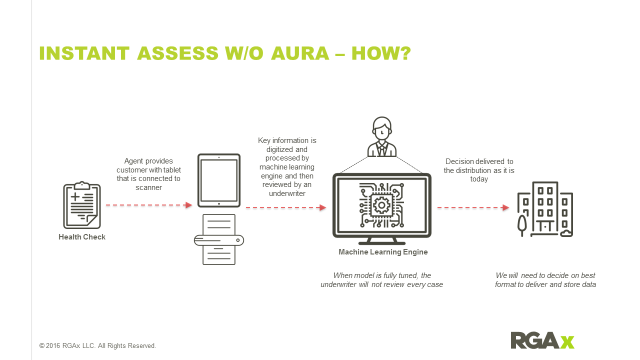 INSTANT ASSESS W/O AURA – HOW?
Agent provides
customer with tablet
that is connected to
scanner
Key information is
digitized and
processed by
machine learning
engine and then
reviewed by an
underwriter
Decision delivered to
the distribution as it is
today
Health Check
Machine Learning Engine
When model is fully tuned, the
underwriter will not review every case
We will need to decide on best
format to deliver and store data
© 2016 RGAx LLC. All Rights Reserved.
RGAx